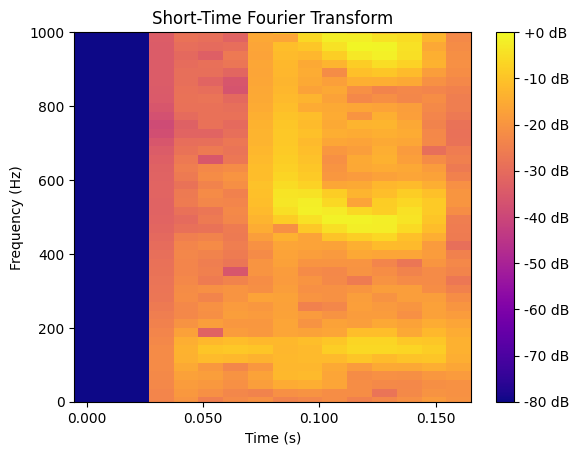 Short-Time Fourier Transform
1000
800
600
400
200
0
Frequency (Hz)
0.000
0.050
0.100
0.150
Time (s)
+0 dB
-10 dB
-20 dB
-30 dB
-40 dB
-50 dB
-60 dB
-70 dB
-80 dB